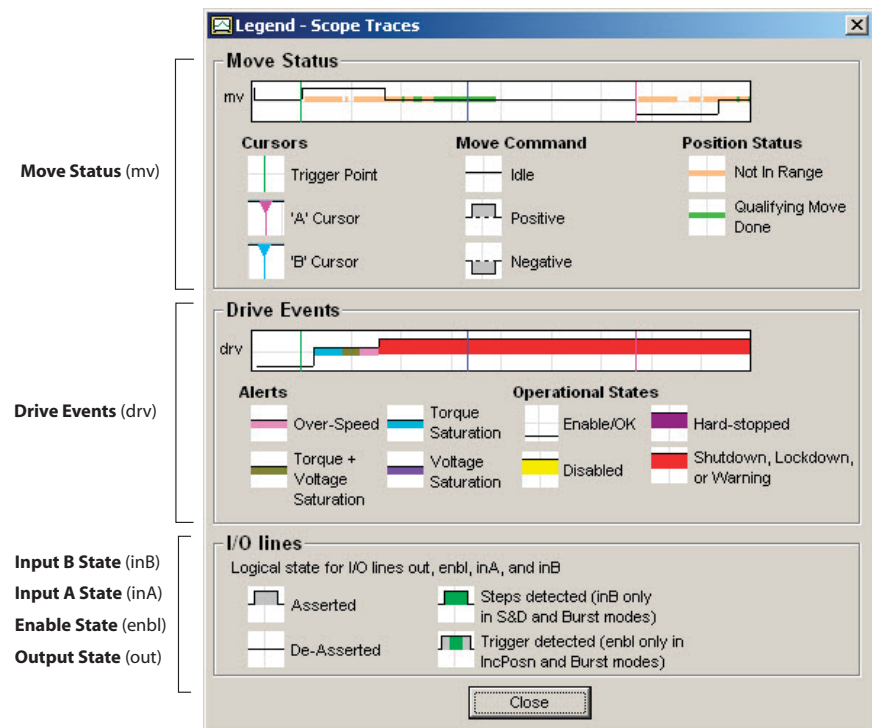 Legend - Scope Traces
Move Status
mv
Move Status (mv)
Cursors
Trigger Point
'A' Cursor
'B' Cursor
Move Command
Idle
Positive
Negative
Position Status
Not In Range
Qualifying Move
Done
Drive Events
drv
Drive Events (drv)
Alerts
Over-Speed
Torque
Saturation
Torque +
Voltage
Saturation
Voltage
Saturation
Operational States
Enable/OK
Hard-stopped
Disabled
Shutdown, Lockdown,
or Warning
I/O lines
Logical state for I/O lines out, enbl, inA, and inB
Input B State (inB)
Input A State (inA)
Enable State (enbl)
Output State (out)
Asserted
De-Asserted
Steps detected (inB only
in S&D and Burst modes)
Trigger detected (enbl only in
IncPosn and Burst modes)
Close